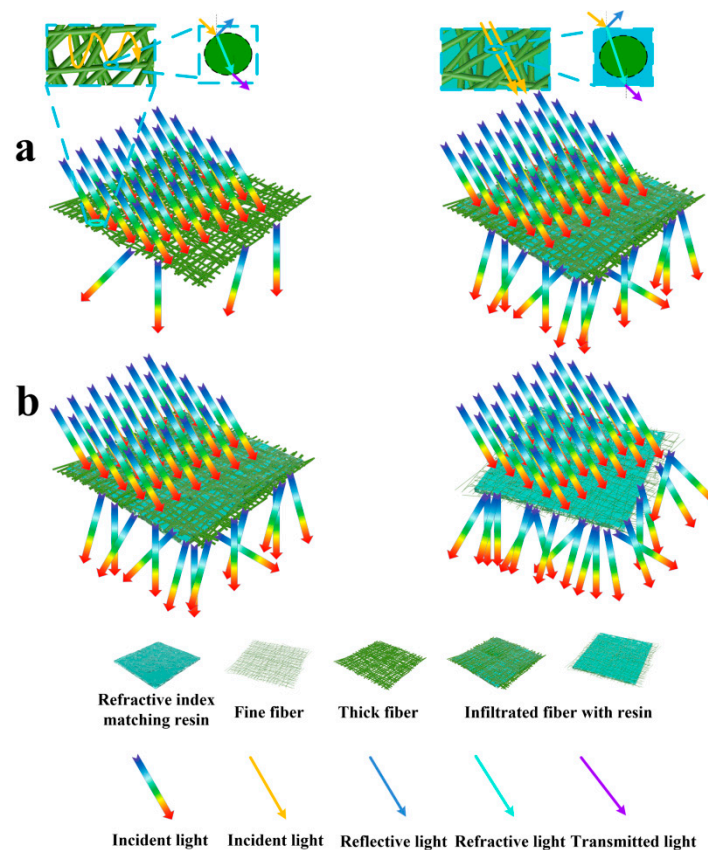 a
b
Refractive index
matching resin
Fine fiber
Thick fiber
Infiltrated fiber with resin
Incident light
Incident light
Reflective light
Refractive light
Transmitted light